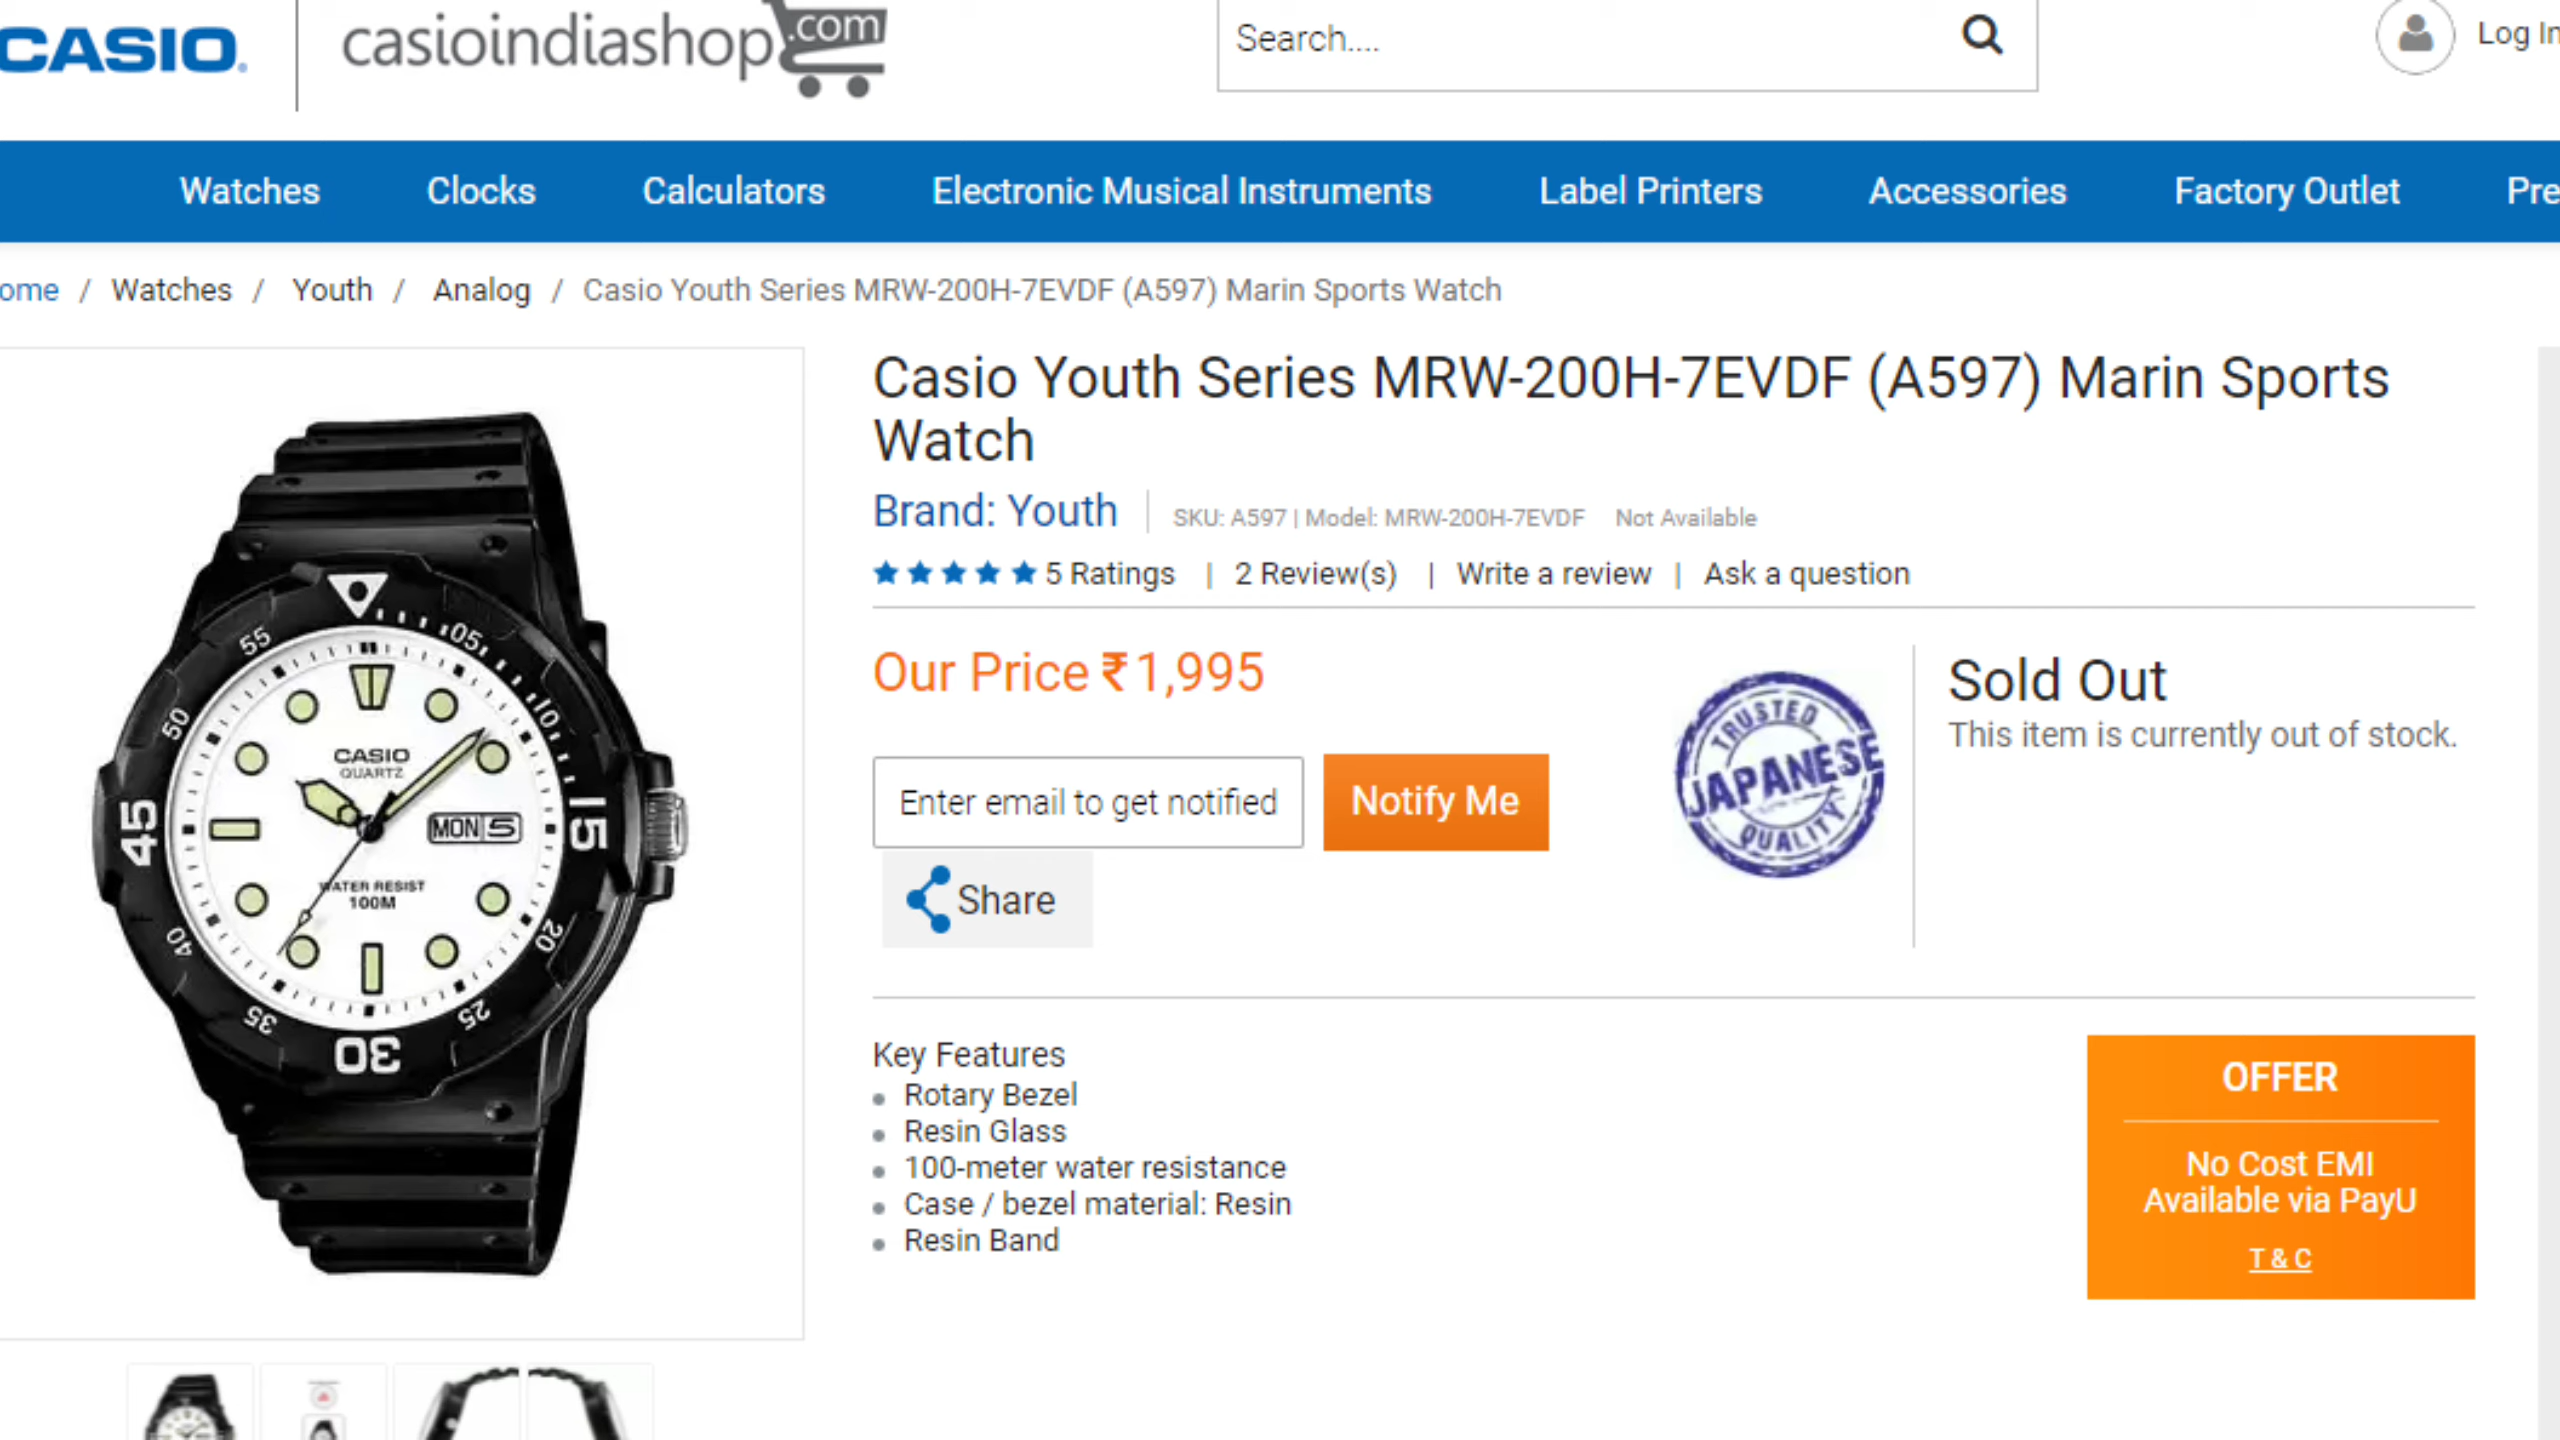 CASIO.
casioindiashop.com
Search....
Log In
Watches Clocks Calculators Electronic Musical Instruments Label Printers Accessories Factory Outlet Pre
ome / Watches / Youth / Analog / Casio Youth Series MRW-200H-7EVDF (A597) Marin Sports Watch
Casio Youth Series MRW-200H-7EVDF (A597) Marin Sports
Watch
Brand: Youth SKU: A597 | Model: MRW-200H-7EVDF Not Available
5 Ratings | 2 Review(s) | Write a review | Ask a question
Our Price ₹ 1,995
Enter email to get notified
Notify Me
Share
TRUSTED
JAPANESE
QUALITY
Sold Out
This item is currently out of stock.
Key Features
Rotary Bezel
Resin Glass
100-meter water resistance
Case / bezel material: Resin
Resin Band
OFFER
No Cost EMI
Available via PayU
T & C
05
10
15
20
25
30
35
40
45
50
55
CASIO
QUARTZ
MON 5
WATER RESIST
100M